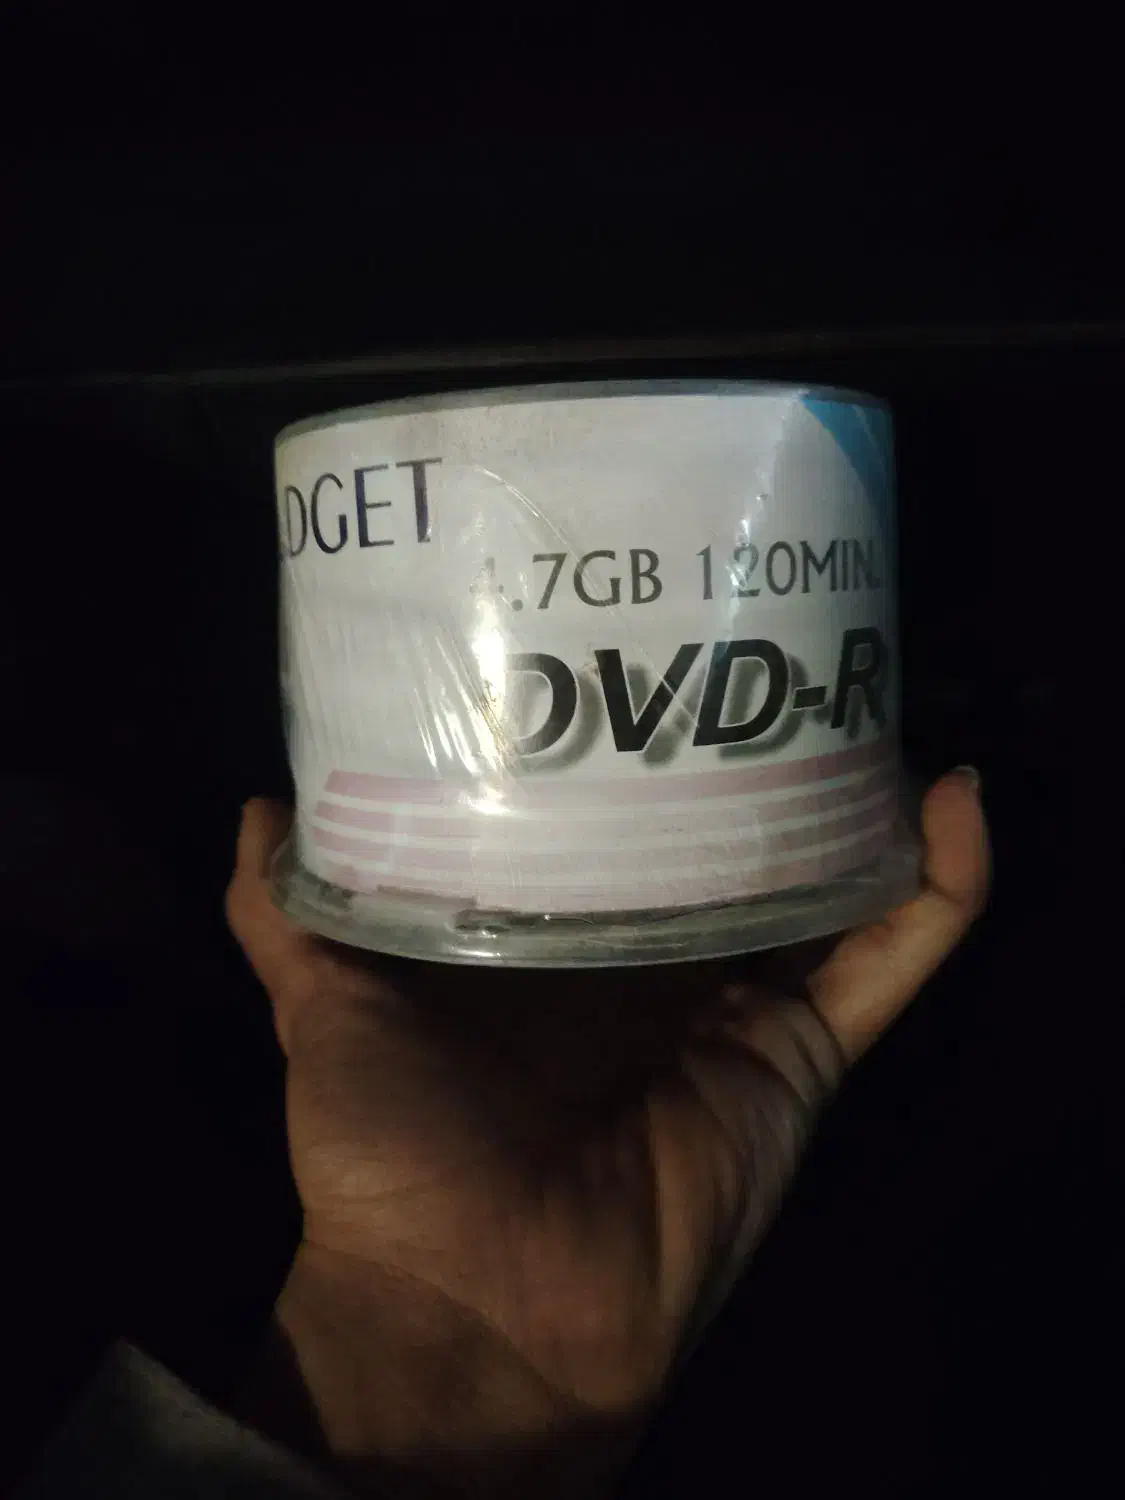 DGET
4.7GB 120MIN.
DVD-R